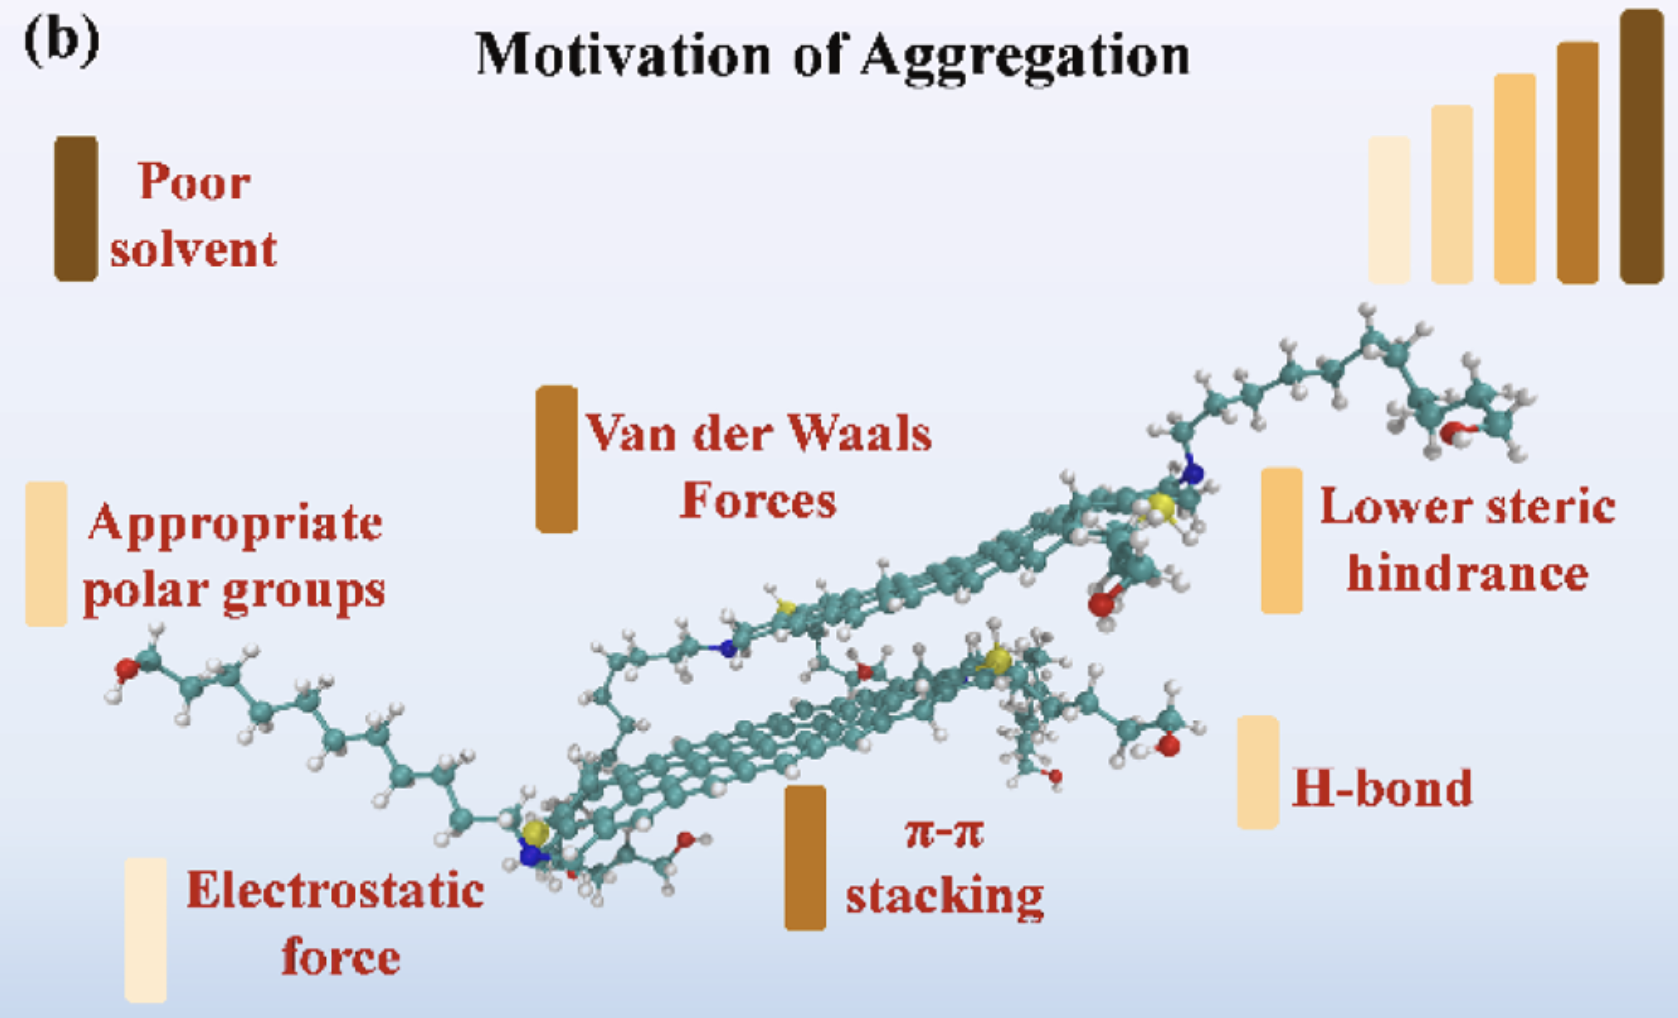 (b)
Motivation of Aggregation
Poor
solvent
Van der Waals
Forces
Appropriate
polar groups
Lower steric
hindrance
H-bond
π-π
stacking
Electrostatic
force